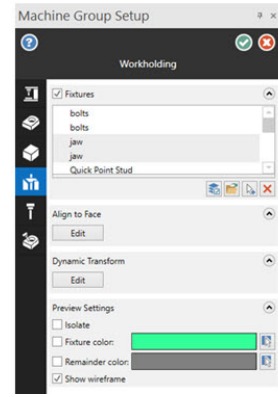 Machine Group Setup
Workholding
Fixtures
bolts
bolts
jaw
jaw
Quick Point Stud
Align to Face
Edit
Dynamic Transform
Edit
Preview Settings
Isolate
Fixture color:
Remainder color:
Show wireframe